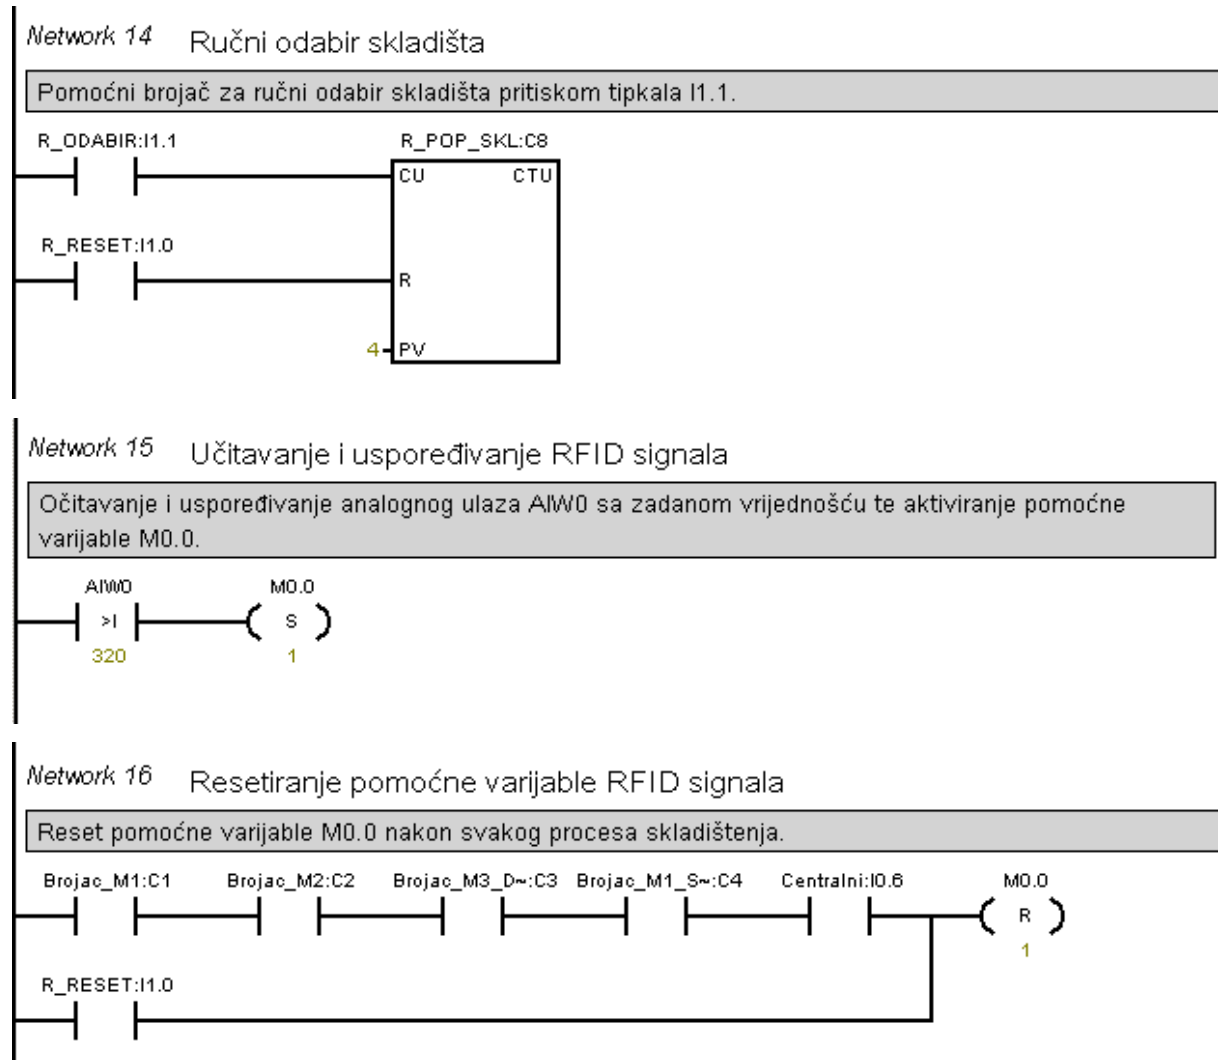 Network 14 Ručni odabir skladišta
Pomoćni brojač za ručni odabir skladišta pritiskom tipkala I1.1.
R_ODABIR:I1.1 R_POP_SKL:C8
CU CTU
R_RESET:I1.0
R
4 PV
Network 15 Učitavanje i uspoređivanje RFID signala
Očitavanje i uspoređivanje analognog ulaza AIW0 sa zadanom vrijednošću te aktiviranje pomoćne
varijable M0.0.
AIW0 M0.0
>I S
320 1
Network 16 Resetiranje pomoćne varijable RFID signala
Reset pomoćne varijable M0.0 nakon svakog procesa skladištenja.
Brojac_M1:C1 Brojac_M2:C2 Brojac_M3_D~:C3 Brojac_M1_S~:C4 Centralni:I0.6 M0.0
R
1
R_RESET:I1.0